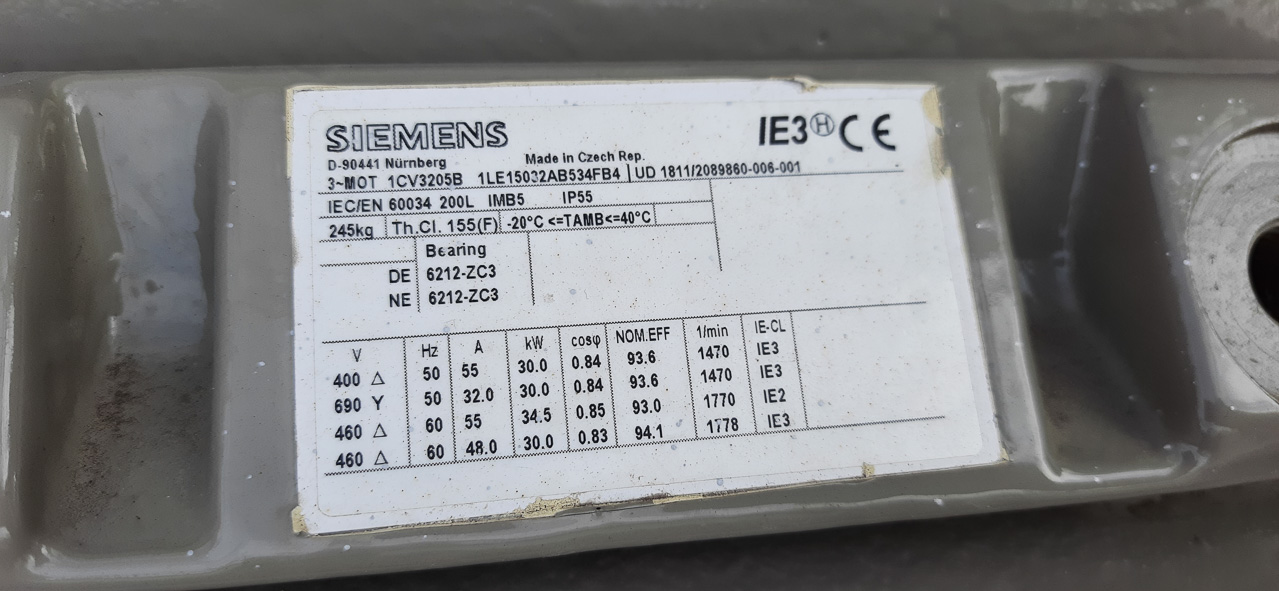 SIEMENS IE3 Ⓗ CE
D-90441 Nürnberg Made in Czech Rep.
3~MOT 1CV3205B 1LE15032AB534FB4 UD 1811/2089860-006-001
IEC/EN 60034 200L IMB5 IP55
245kg Th.Cl. 155(F) -20°C <=TAMB<=40°C
Bearing
DE 6212-ZC3
NE 6212-ZC3
V Hz A kW cosφ NOM.EFF 1/min IE-CL
400 Δ 50 55 30.0 0.84 93.6 1470 IE3
690 Y 50 32.0 30.0 0.84 93.6 1470 IE3
460 Δ 60 55 34.5 0.85 93.0 1770 IE2
460 Δ 60 48.0 30.0 0.83 94.1 1778 IE3